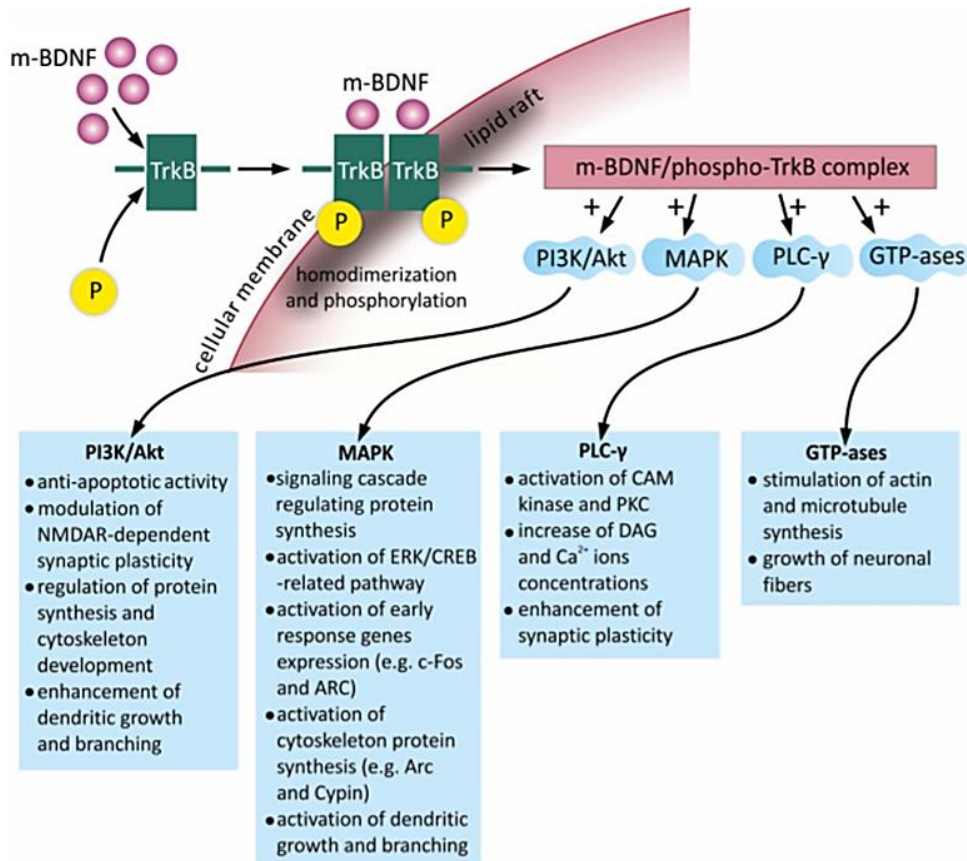 m-BDNF
TrkB
P
m-BDNF
TrkB
TrkB
P
P
lipid raft
cellular membrane
homodimerization
and phosphorylation
m-BDNF/phospho-TrkB complex
+
+
+
+
PI3K/Akt
MAPK
PLC-γ
GTP-ases
PI3K/Akt
●anti-apoptotic activity
●modulation of
NMDAR-dependent
synaptic plasticity
●regulation of protein
synthesis and
cytoskeleton
development
●enhancement of
dendritic growth
and branching
MAPK
●signaling cascade
regulating protein
synthesis
●activation of ERK/CREB
-related pathway
●activation of early
response genes
expression (e.g. c-Fos
and ARC)
●activation of
cytoskeleton protein
synthesis (e.g. Arc
and Cypin)
●activation of dendritic
growth and branching
PLC-γ
●activation of CAM
kinase and PKC
●increase of DAG
and Ca²⁺ ions
concentrations
●enhancement of
synaptic plasticity
GTP-ases
●stimulation of actin
and microtubule
synthesis
●growth of neuronal
fibers